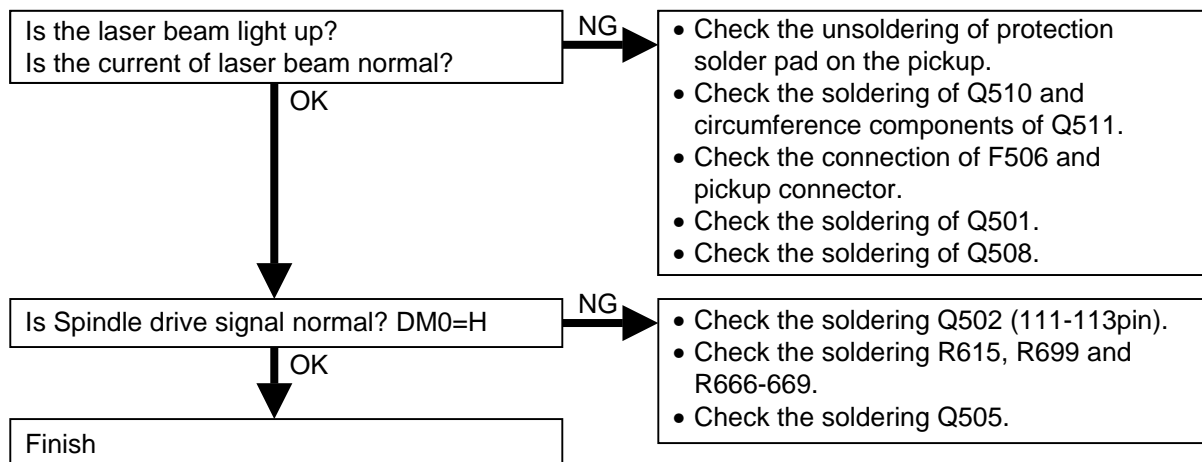 Is the laser beam light up?
Is the current of laser beam normal?
NG
• Check the unsoldering of protection
solder pad on the pickup.
• Check the soldering of Q510 and
circumference components of Q511.
• Check the connection of F506 and
pickup connector.
• Check the soldering of Q501.
• Check the soldering of Q508.
OK
Is Spindle drive signal normal? DM0=H
NG
• Check the soldering Q502 (111-113pin).
• Check the soldering R615, R699 and
R666-669.
• Check the soldering Q505.
OK
Finish